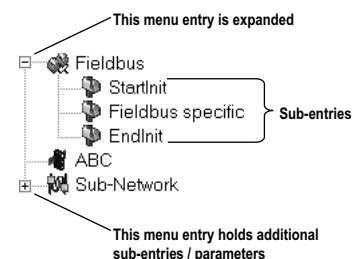 This menu entry is expanded
Fieldbus
StartInit
Fieldbus specific
Sub-entries
EndInit
ABC
Sub-Network
This menu entry holds additional
sub-entries / parameters